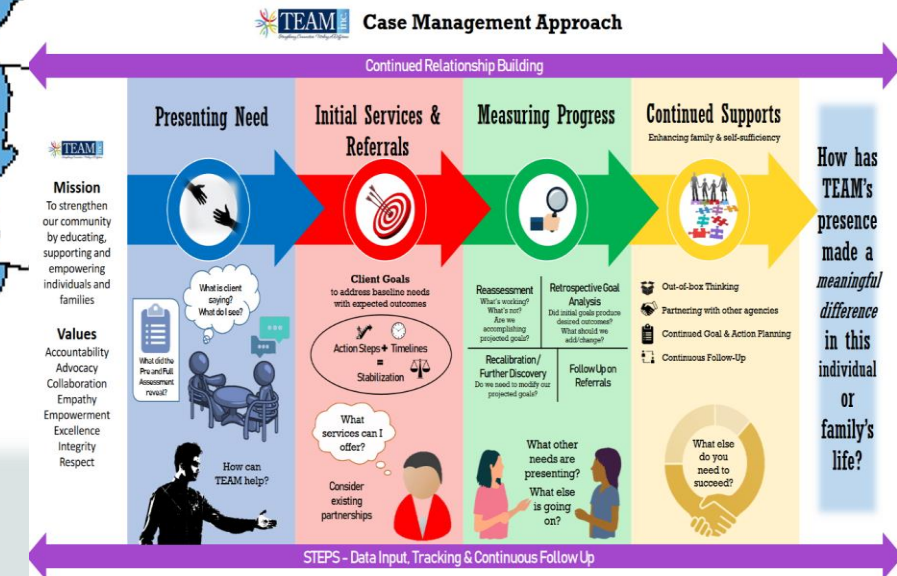 TEAM inc.
Case Management Approach
Continued Relationship Building
TEAM inc.
Mission
To strengthen
our community
by educating,
supporting and
empowering
individuals and
families
Values
Accountability
Advocacy
Collaboration
Empathy
Empowerment
Excellence
Integrity
Respect
Presenting Need
What is client
saying?
What do I see?
What did the
Pre and Full
Assessment
reveal?
How can
TEAM help?
Initial Services &
Referrals
Client Goals
to address baseline needs
with expected outcomes
Action Steps + Timelines
=
Stabilization
What
services can I
offer?
Consider
existing
partnerships
Measuring Progress
Reassessment
What's working?
What's not?
Are we
accomplishing
projected goals?
Retrospective Goal
Analysis
Did initial goals produce
desired outcomes?
What should we
add/change?
Recalibration/
Further Discovery
Do we need to modify our
projected goals?
Follow Up on
Referrals
What other
needs are
presenting?
What else
is going
on?
Continued Supports
Enhancing family & self-sufficiency
Out-of-box Thinking
Partnering with other agencies
Continued Goal & Action Planning
Continuous Follow-Up
What else
do you
need to
succeed?
How has
TEAM's
presence
made a
meaningful
difference
in this
individual
or
family's
life?
STEPS - Data Input, Tracking & Continuous Follow Up